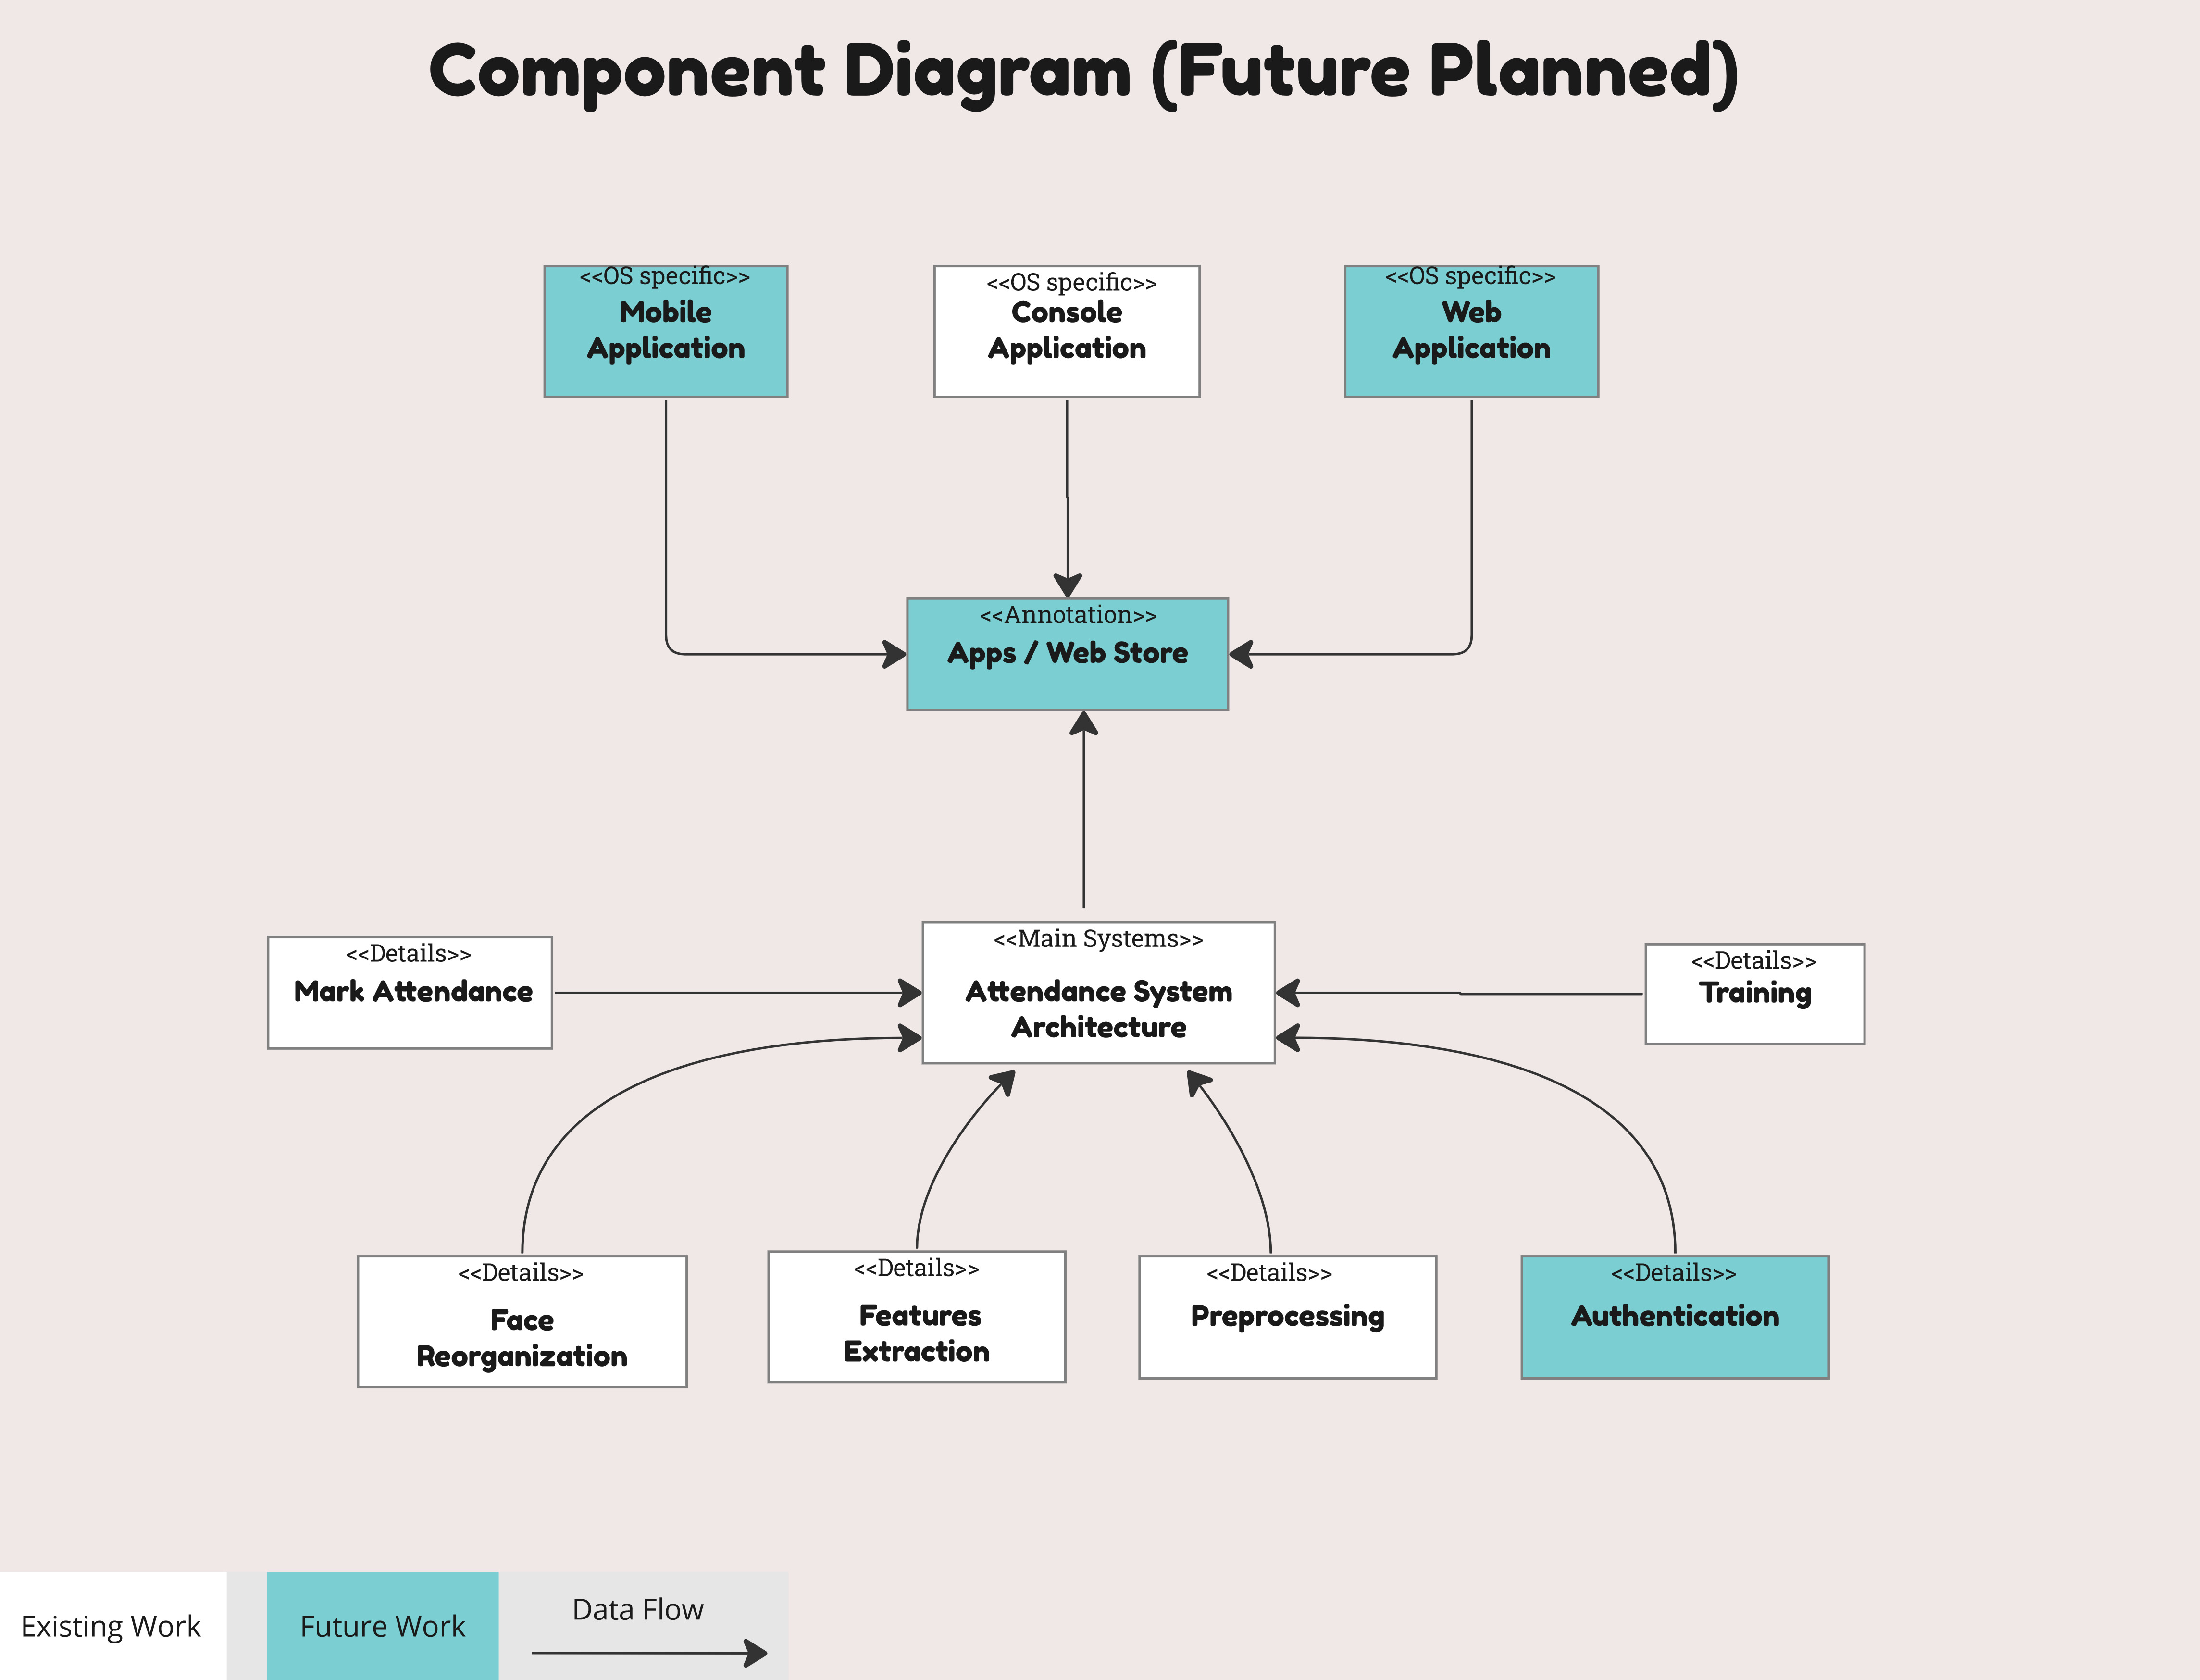 Component Diagram (Future Planned)
<<OS specific>>
Mobile
Application
<<OS specific>>
Console
Application
<<OS specific>>
Web
Application
<<Annotation>>
Apps / Web Store
<<Details>>
Mark Attendance
<<Main Systems>>
Attendance System
Architecture
<<Details>>
Training
<<Details>>
Face
Reorganization
<<Details>>
Features
Extraction
<<Details>>
Preprocessing
<<Details>>
Authentication
Existing Work
Future Work
Data Flow